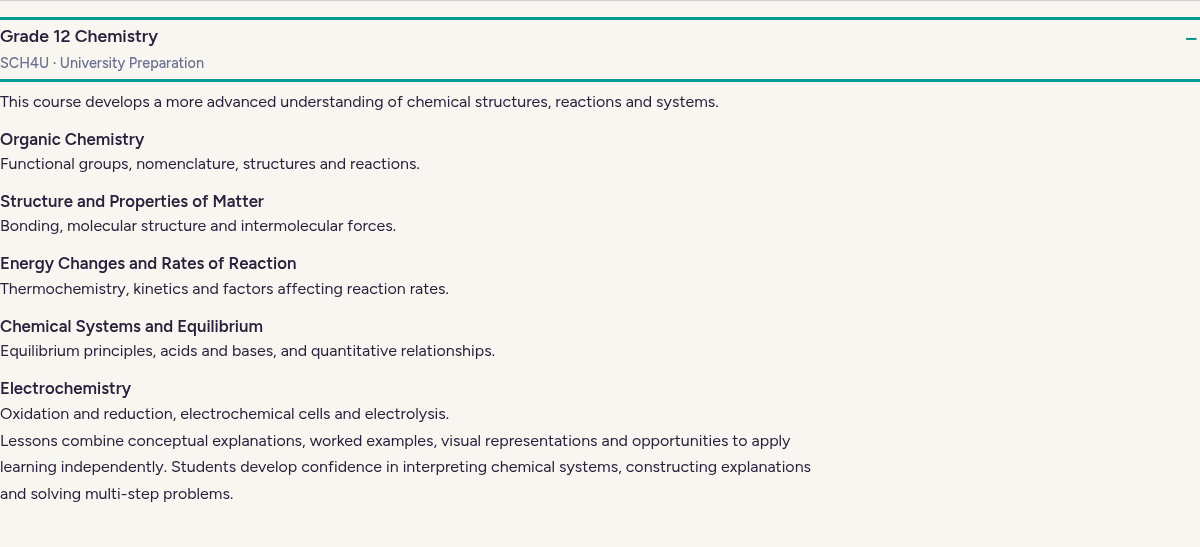 Grade 12 Chemistry
SCH4U · University Preparation
This course develops a more advanced understanding of chemical structures, reactions and systems.
Organic Chemistry
Functional groups, nomenclature, structures and reactions.
Structure and Properties of Matter
Bonding, molecular structure and intermolecular forces.
Energy Changes and Rates of Reaction
Thermochemistry, kinetics and factors affecting reaction rates.
Chemical Systems and Equilibrium
Equilibrium principles, acids and bases, and quantitative relationships.
Electrochemistry
Oxidation and reduction, electrochemical cells and electrolysis.
Lessons combine conceptual explanations, worked examples, visual representations and opportunities to apply
learning independently. Students develop confidence in interpreting chemical systems, constructing explanations
and solving multi-step problems.